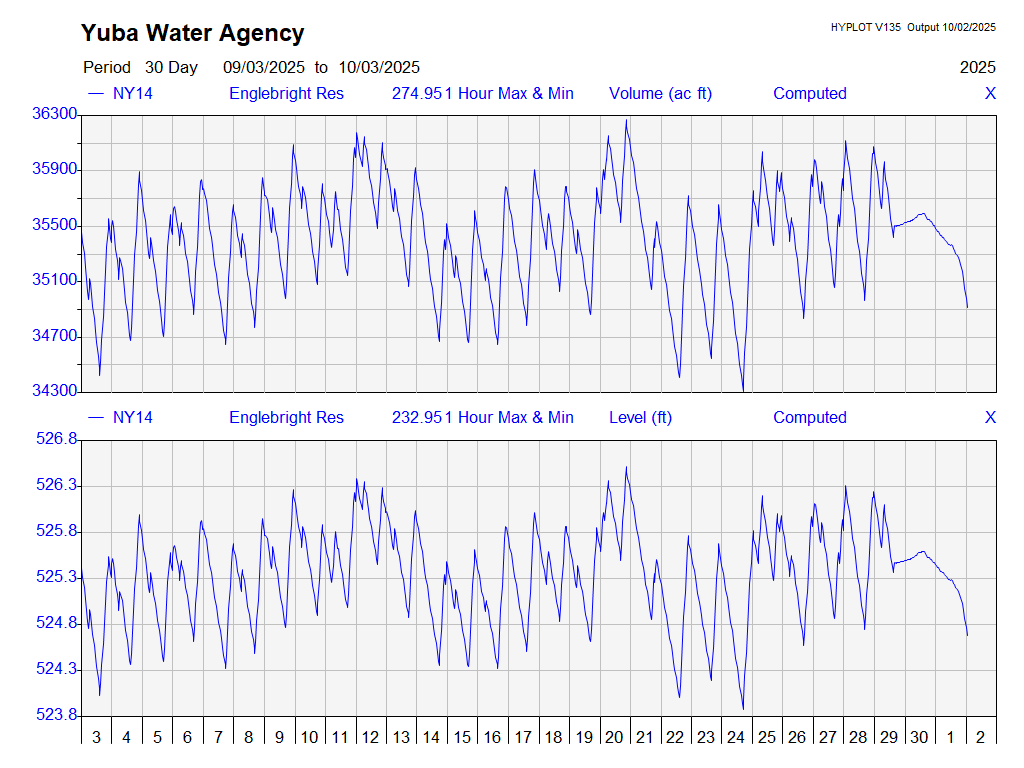 Yuba Water Agency
HYPLOT V135 Output 10/02/2025
Period 30 Day 09/03/2025 to 10/03/2025 2025
NY14 Englebright Res 274.951 Hour Max & Min Volume (ac ft) Computed X
36300
35900
35500
35100
34700
34300
NY14 Englebright Res 232.951 Hour Max & Min Level (ft) Computed X
526.8
526.3
525.8
525.3
524.8
524.3
523.8
3 4 5 6 7 8 9 10 11 12 13 14 15 16 17 18 19 20 21 22 23 24 25 26 27 28 29 30 1 2